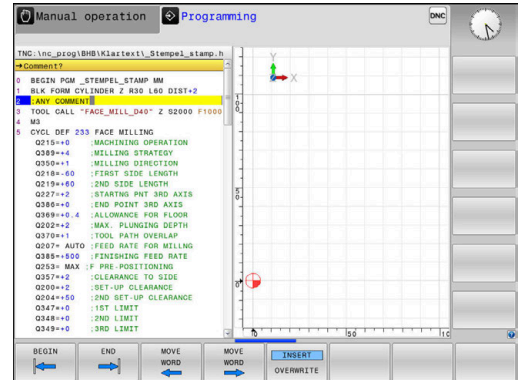 Manual operation
Programming
DNC
TNC:\nc_prog\BHB\Klartext\_Stempel_stamp.h
→Comment?
0 BEGIN PGM _STEMPEL_STAMP MM
1 BLK FORM CYLINDER Z R30 L60 DIST+2
2 ;ANY COMMENT
3 TOOL CALL "FACE_MILL_D40" Z S2000 F1000
4 M3
5 CYCL DEF 233 FACE MILLING
Q215=+0 ;MACHINING OPERATION
Q389=+4 ;MILLING STRATEGY
Q350=+1 ;MILLING DIRECTION
Q218=-60 ;FIRST SIDE LENGTH
Q219=+60 ;2ND SIDE LENGTH
Q227=+2 ;STARTNG PNT 3RD AXIS
Q386=+0 ;END POINT 3RD AXIS
Q369=+0.4 ;ALLOWANCE FOR FLOOR
Q202=+2 ;MAX. PLUNGING DEPTH
Q370=+1 ;TOOL PATH OVERLAP
Q207= AUTO ;FEED RATE FOR MILLNG
Q385=+500 ;FINISHING FEED RATE
Q253= MAX ;F PRE-POSITIONING
Q357=+2 ;CLEARANCE TO SIDE
Q200=+2 ;SET-UP CLEARANCE
Q204=+50 ;2ND SET-UP CLEARANCE
Q347=+0 ;1ST LIMIT
Q348=+0 ;2ND LIMIT
Q349=+0 ;3RD LIMIT
Y
X
100
50
0
0
50
BEGIN
END
MOVE WORD
MOVE WORD
INSERT
OVERWRITE